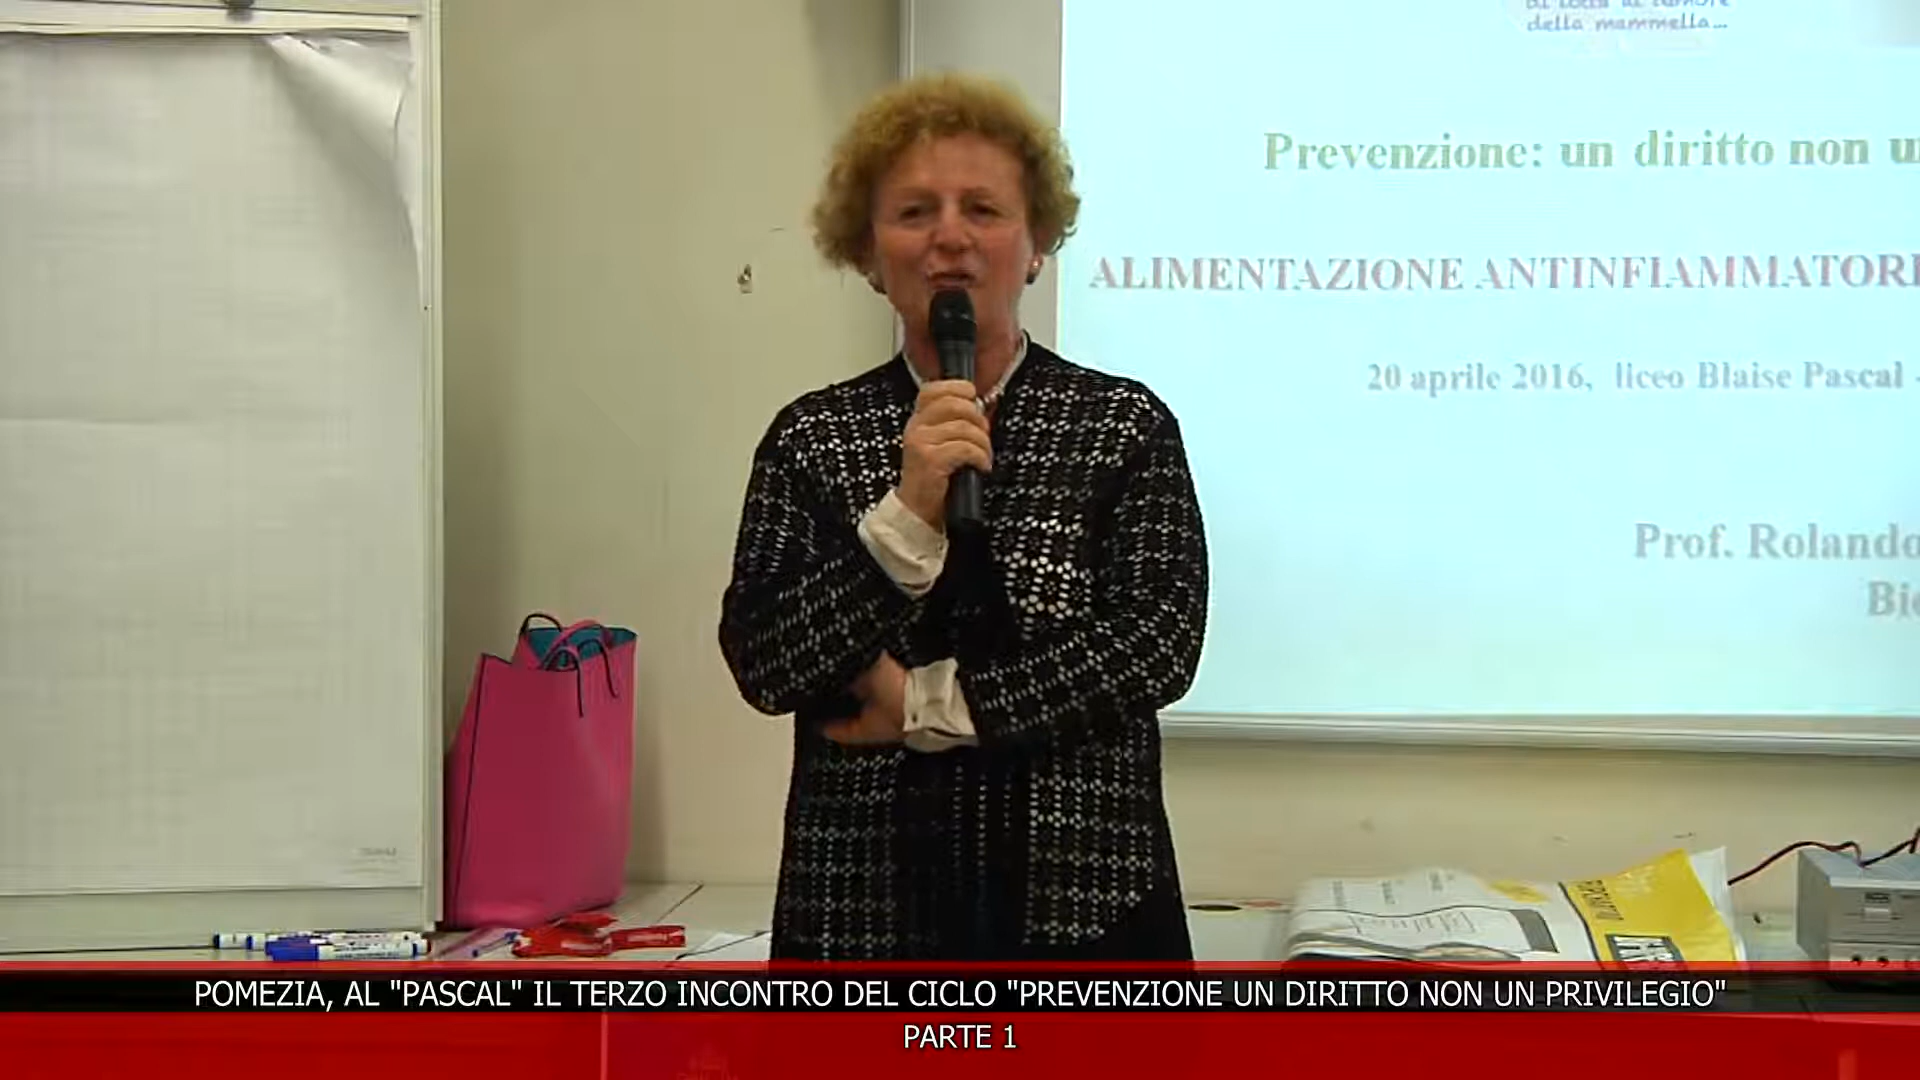 della mammella...
Prevenzione: un diritto non
ALIMENTAZIONE ANTINFIAMMATORI
20 aprile 2016, liceo Blaise Pascal -
Prof. Rolando
POMEZIA, AL "PASCAL" IL TERZO INCONTRO DEL CICLO "PREVENZIONE UN DIRITTO NON UN PRIVILEGIO"
PARTE 1